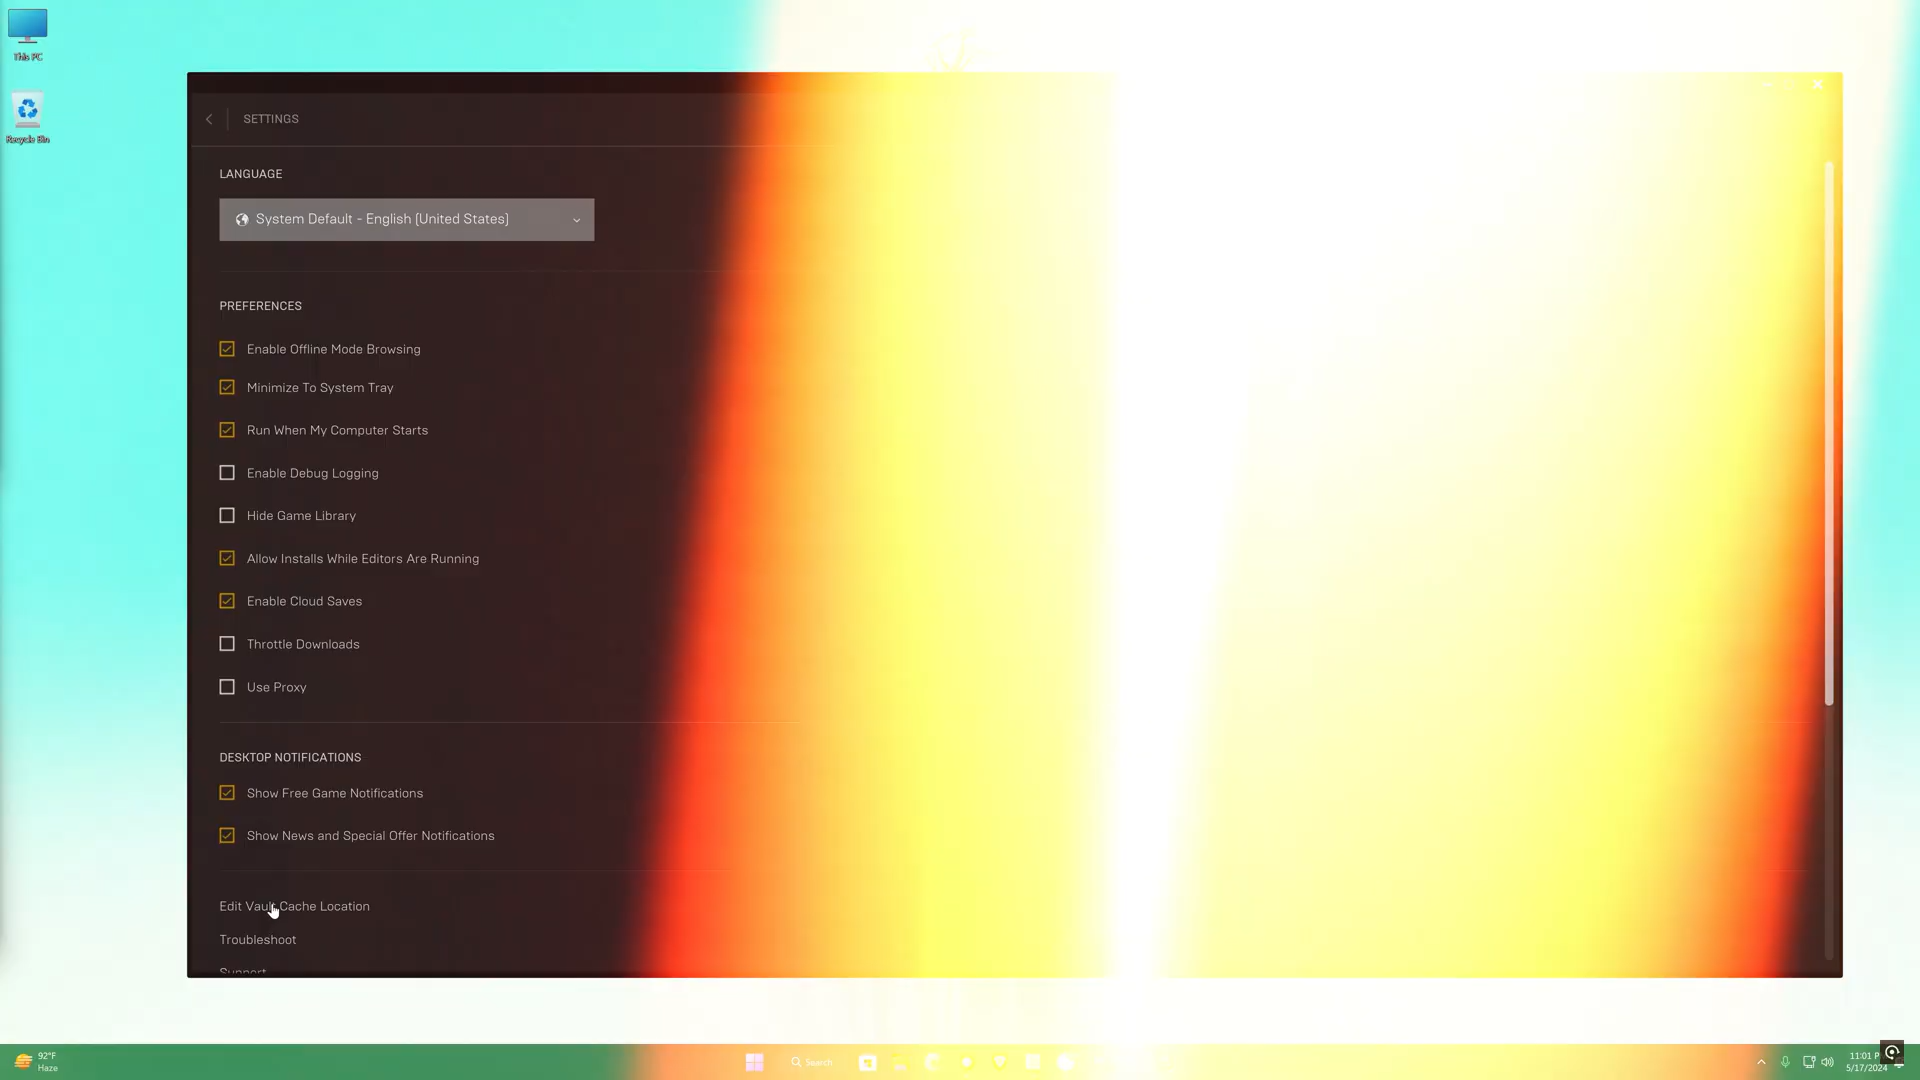 This PC
Recycle Bin
SETTINGS
LANGUAGE
System Default - English (United States)
PREFERENCES
Enable Offline Mode Browsing
Minimize To System Tray
Run When My Computer Starts
Enable Debug Logging
Hide Game Library
Allow Installs While Editors Are Running
Enable Cloud Saves
Throttle Downloads
Use Proxy
DESKTOP NOTIFICATIONS
Show Free Game Notifications
Show News and Special Offer Notifications
Edit Vault Cache Location
Troubleshoot
Support
92°F
Haze
Search
11:01 P
5/17/2024